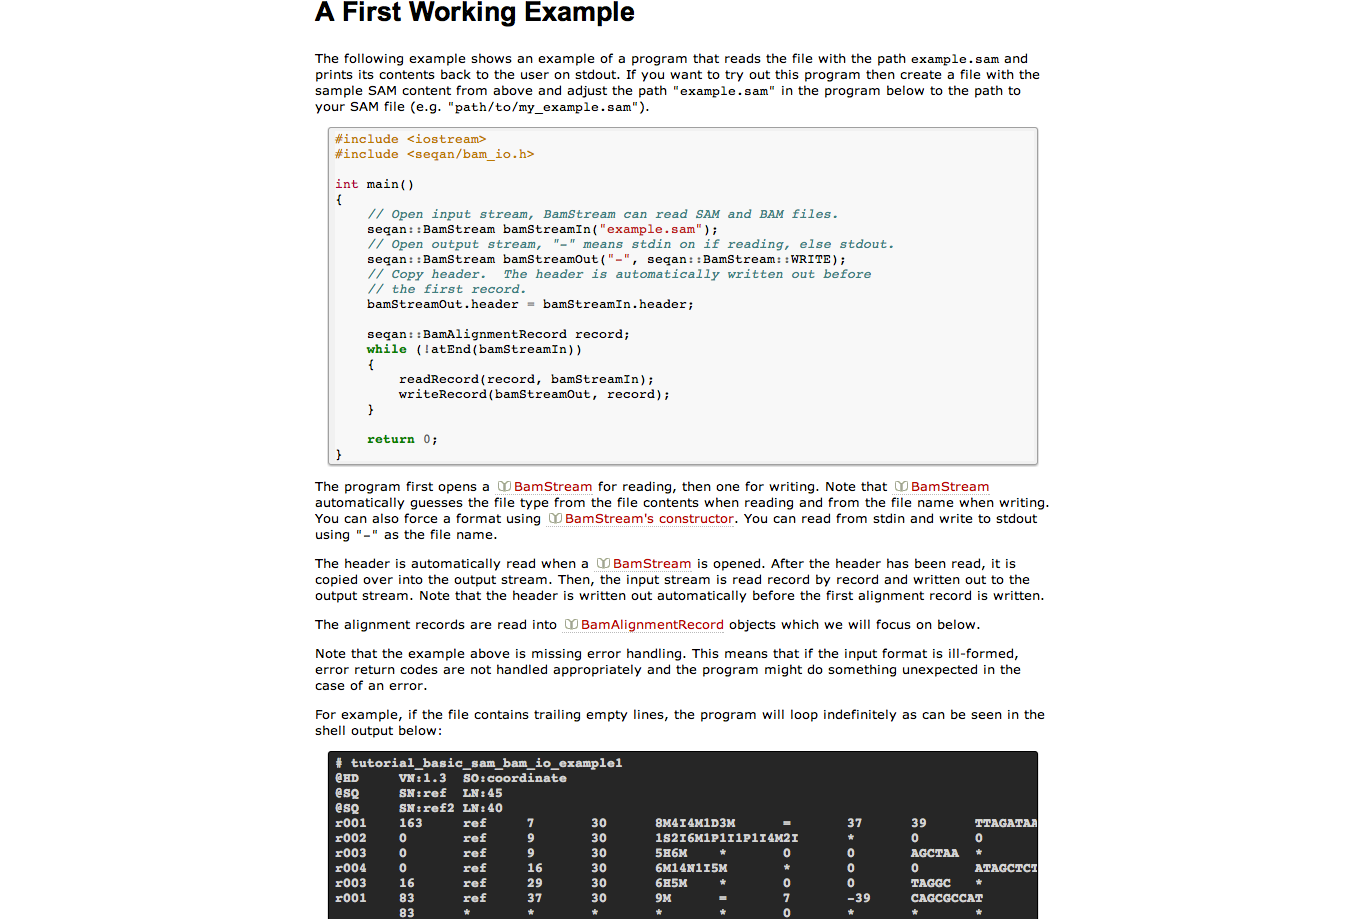 A First Working Example
The following example shows an example of a program that reads the file with the path example.sam and
prints its contents back to the user on stdout. If you want to try out this program then create a file with the
sample SAM content from above and adjust the path "example.sam" in the program below to the path to
your SAM file (e.g. "path/to/my_example.sam").
#include <iostream>
#include <seqan/bam_io.h>
int main()
{
// Open input stream, BamStream can read SAM and BAM files.
seqan::BamStream bamStreamIn("example.sam");
// Open output stream, "-" means stdin on if reading, else stdout.
seqan::BamStream bamStreamOut("-", seqan::BamStream::WRITE);
// Copy header.  The header is automatically written out before
// the first record.
bamStreamOut.header = bamStreamIn.header;
seqan::BamAlignmentRecord record;
while (!atEnd(bamStreamIn))
{
readRecord(record, bamStreamIn);
writeRecord(bamStreamOut, record);
}
return 0;
}
The program first opens a BamStream for reading, then one for writing. Note that BamStream
automatically guesses the file type from the file contents when reading and from the file name when writing.
You can also force a format using BamStream's constructor. You can read from stdin and write to stdout
using "-" as the file name.
The header is automatically read when a BamStream is opened. After the header has been read, it is
copied over into the output stream. Then, the input stream is read record by record and written out to the
output stream. Note that the header is written out automatically before the first alignment record is written.
The alignment records are read into BamAlignmentRecord objects which we will focus on below.
Note that the example above is missing error handling. This means that if the input format is ill-formed,
error return codes are not handled appropriately and the program might do something unexpected in the
case of an error.
For example, if the file contains trailing empty lines, the program will loop indefinitely as can be seen in the
shell output below:
# tutorial_basic_sam_bam_io_example1
@HD VN:1.3 SO:coordinate
@SQ SN:ref LN:45
@SQ SN:ref2 LN:40
r001 163 ref 7 30 8M4I4M1D3M = 37 39 TTAGATAA
r002 0 ref 9 30 1S2I6M1P1I1P1I4M2I * 0 0
r003 0 ref 9 30 5H6M * 0 0 AGCTAA *
r004 0 ref 16 30 6M14N1I5M * 0 0 ATAGCTCT
r003 16 ref 29 30 6H5M * 0 0 TAGGC *
r001 83 ref 37 30 9M = 7 -39 CAGCGCCAT
83 * * * * * 0 * * *